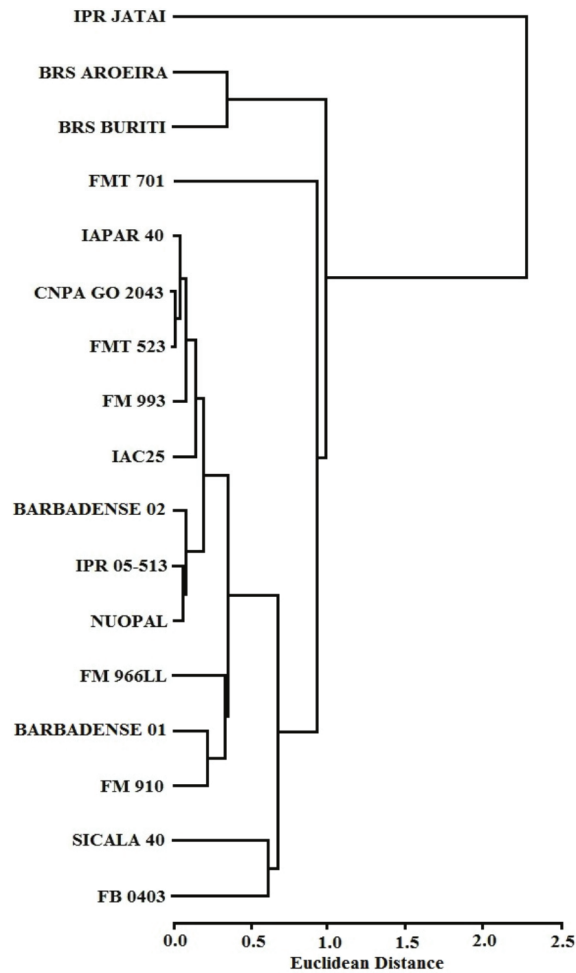 IPR JATAI
BRS AROEIRA
BRS BURITI
FMT 701
IAPAR 40
CNPA GO 2043
FMT 523
FM 993
IAC25
BARBADENSE 02
IPR 05-513
NUOPAL
FM 966LL
BARBADENSE 01
FM 910
SICALA 40
FB 0403
0.0 0.5 1.0 1.5 2.0 2.5
Euclidean Distance